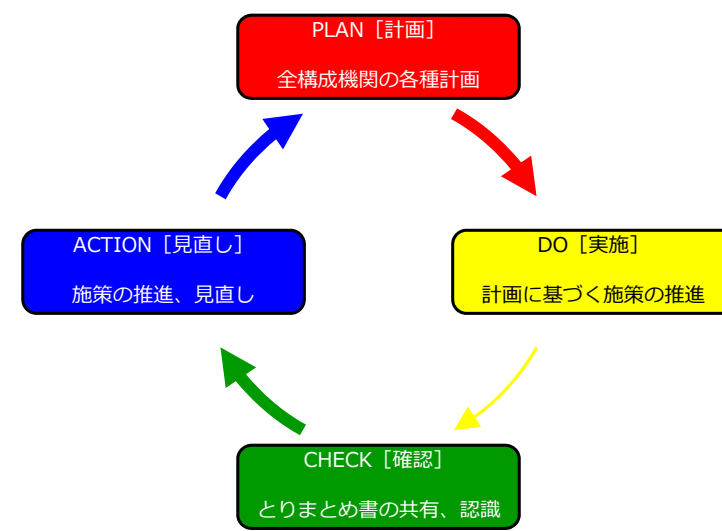 PLAN［計画］
全構成機関の各種計画
ACTION［見直し］
施策の推進、見直し
DO［実施］
計画に基づく施策の推進
CHECK［確認］
とりまとめ書の共有、認識